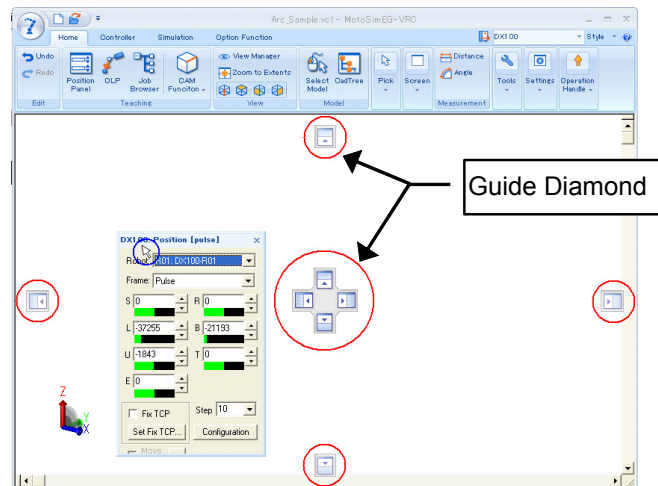 Arc_Sample.vcl - MotoSimEG-VRC
Home Controller Simulation Option Function DX100 Style
Undo
Redo
Edit
Position Panel
OLP
Job Browser
CAM Funciton
Teaching
View Manager
Zoom to Extents
View
Select Model
CadTree
Model
Pick
Screen
Distance
Angle
Measurement
Tools
Settings
Operation Handle
Guide Diamond
DX100: Position [pulse]
Robot: R01: DX100-R01
Frame: Pulse
S 0 R 0
L -37255 B -21193
U -1843 T 0
E 0
Fix TCP Step 10
Set Fix TCP... Configuration
Move
Z
Y
X